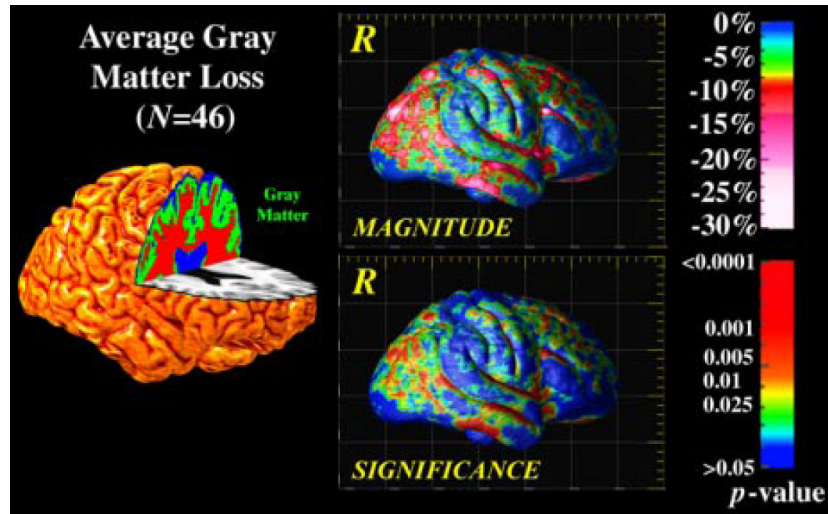 Average Gray
Matter Loss
(N=46)
Gray
Matter
R
MAGNITUDE
R
SIGNIFICANCE
0%
-5%
-10%
-15%
-20%
-25%
-30%
<0.0001
0.001
0.005
0.01
0.025
>0.05
p-value